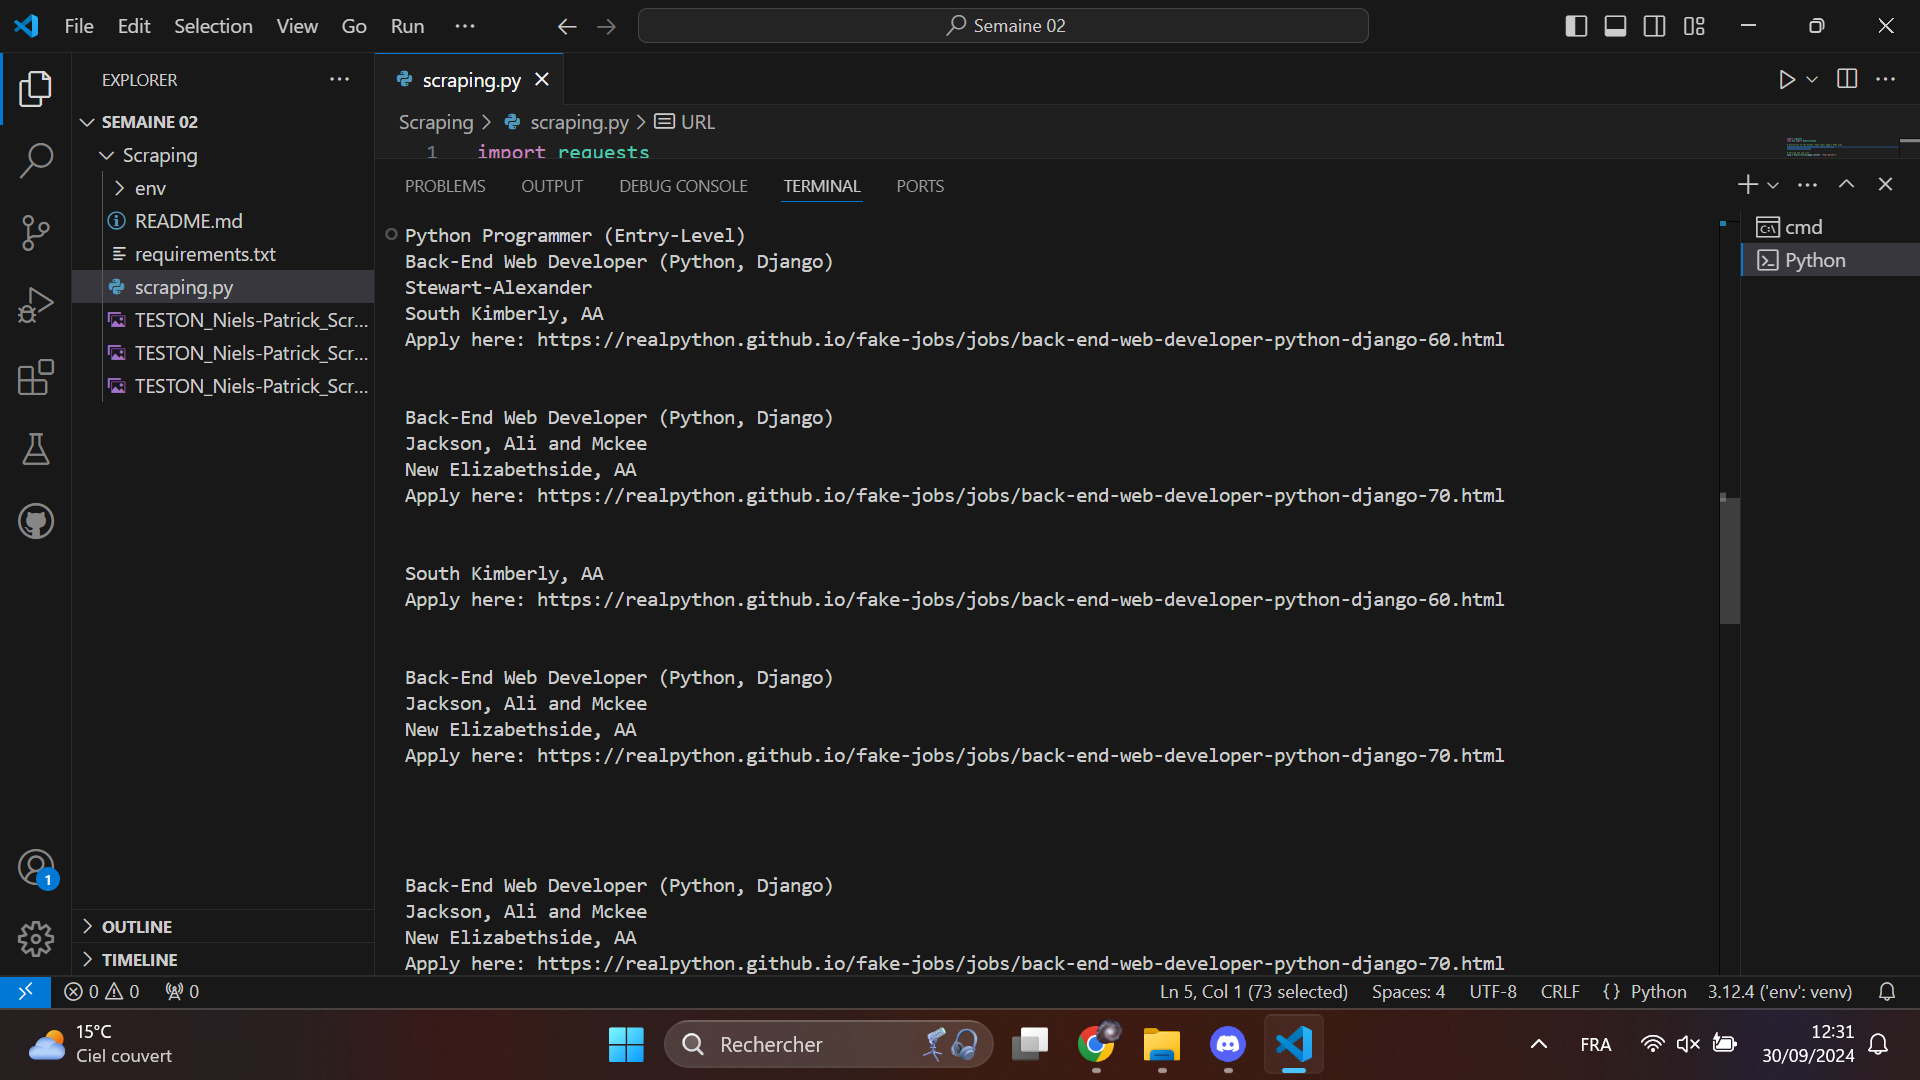 File Edit Selection View Go Run ...
Semaine 02
EXPLORER
SEMAINE 02
Scraping
env
README.md
requirements.txt
scraping.py
TESTON_Niels-Patrick_Scr...
TESTON_Niels-Patrick_Scr...
TESTON_Niels-Patrick_Scr...
OUTLINE
TIMELINE
scraping.py
Scraping > scraping.py > URL
1 import requests
PROBLEMS OUTPUT DEBUG CONSOLE TERMINAL PORTS
cmd
Python
Python Programmer (Entry-Level)
Back-End Web Developer (Python, Django)
Stewart-Alexander
South Kimberly, AA
Apply here: https://realpython.github.io/fake-jobs/jobs/back-end-web-developer-python-django-60.html
Back-End Web Developer (Python, Django)
Jackson, Ali and Mckee
New Elizabethside, AA
Apply here: https://realpython.github.io/fake-jobs/jobs/back-end-web-developer-python-django-70.html
South Kimberly, AA
Apply here: https://realpython.github.io/fake-jobs/jobs/back-end-web-developer-python-django-60.html
Back-End Web Developer (Python, Django)
Jackson, Ali and Mckee
New Elizabethside, AA
Apply here: https://realpython.github.io/fake-jobs/jobs/back-end-web-developer-python-django-70.html
Back-End Web Developer (Python, Django)
Jackson, Ali and Mckee
New Elizabethside, AA
Apply here: https://realpython.github.io/fake-jobs/jobs/back-end-web-developer-python-django-70.html
1
0 0 0
Ln 5, Col 1 (73 selected) Spaces: 4 UTF-8 CRLF {} Python 3.12.4 ('env': venv)
15°C
Ciel couvert
Rechercher
FRA
12:31
30/09/2024